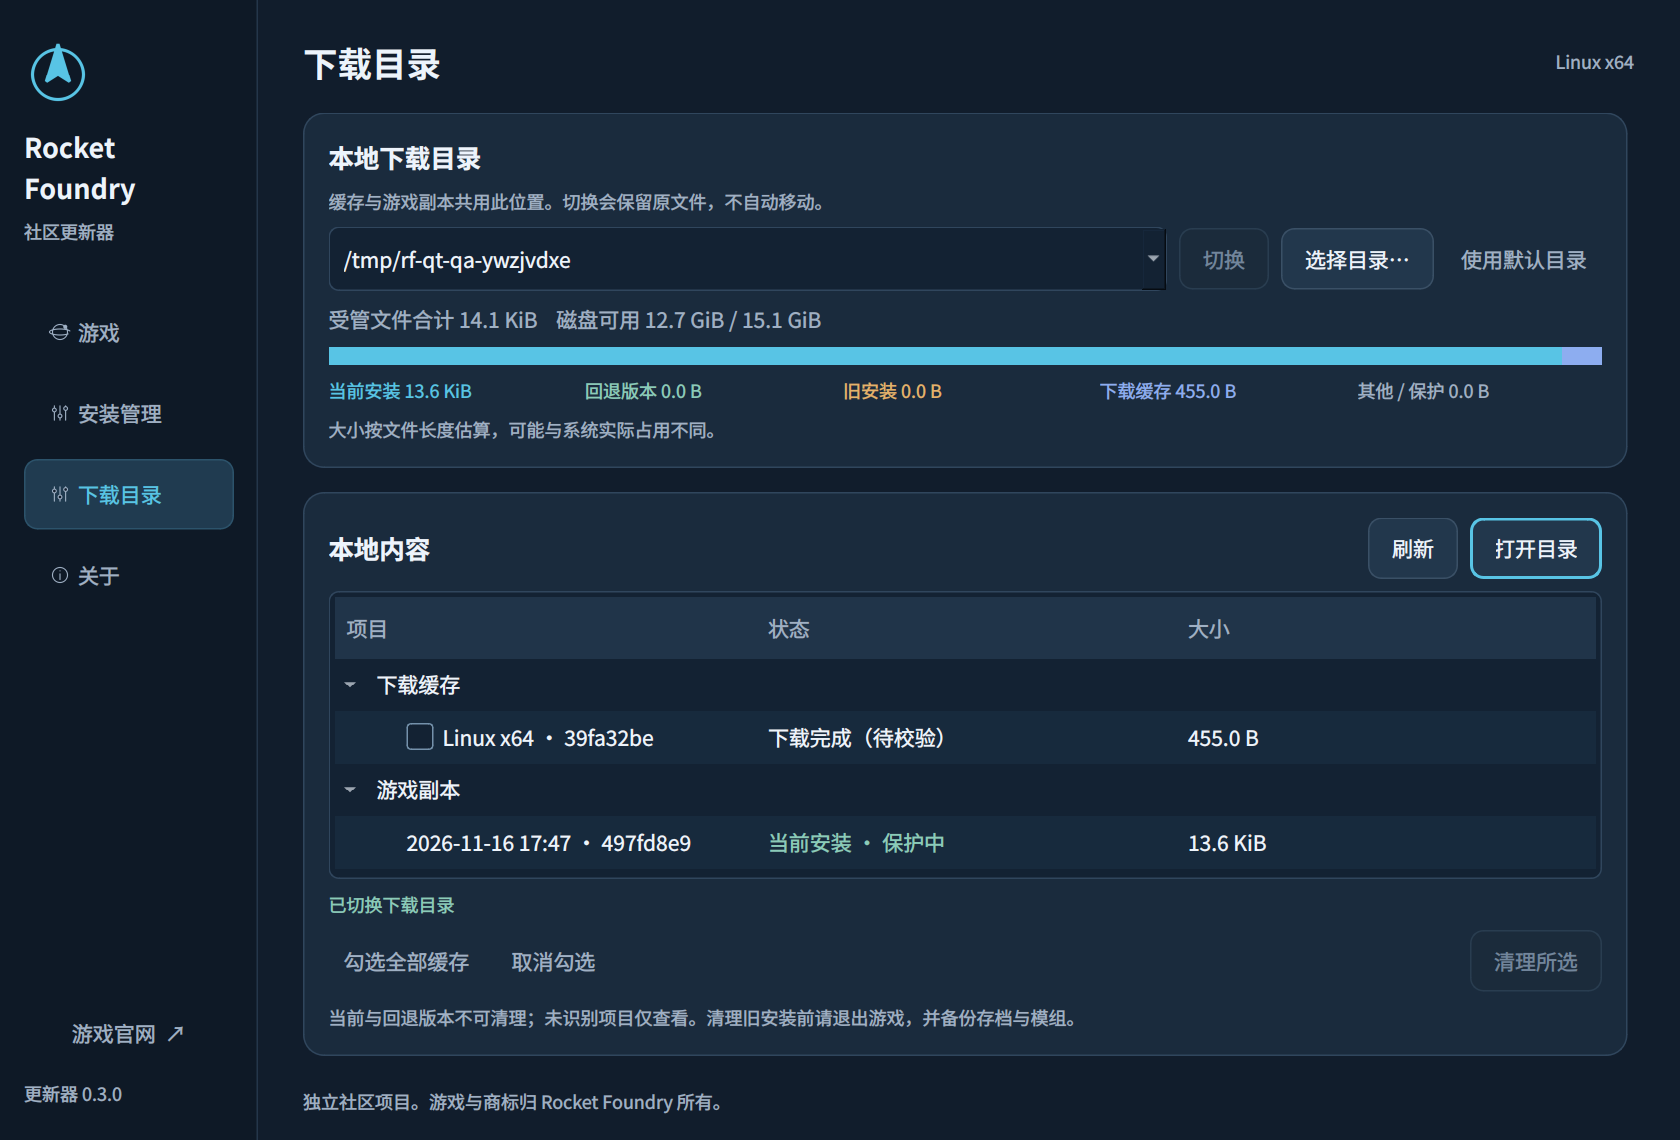 Rocket
Foundry
社区更新器
游戏
安装管理
下载目录
关于
游戏官网 ↗
更新器 0.3.0
下载目录
Linux x64
本地下载目录
缓存与游戏副本共用此位置。切换会保留原文件，不自动移动。
/tmp/rf-qt-qa-ywzjvdxe
切换
选择目录…
使用默认目录
受管文件合计 14.1 KiB 磁盘可用 12.7 GiB / 15.1 GiB
当前安装 13.6 KiB 回退版本 0.0 B 旧安装 0.0 B 下载缓存 455.0 B 其他 / 保护 0.0 B
大小按文件长度估算，可能与系统实际占用不同。
本地内容
刷新
打开目录
项目 状态 大小
下载缓存
Linux x64 · 39fa32be 下载完成（待校验） 455.0 B
游戏副本
2026-11-16 17:47 · 497fd8e9 当前安装 · 保护中 13.6 KiB
已切换下载目录
勾选全部缓存 取消勾选 清理所选
当前与回退版本不可清理；未识别项目仅查看。清理旧安装前请退出游戏，并备份存档与模组。
独立社区项目。游戏与商标归 Rocket Foundry 所有。